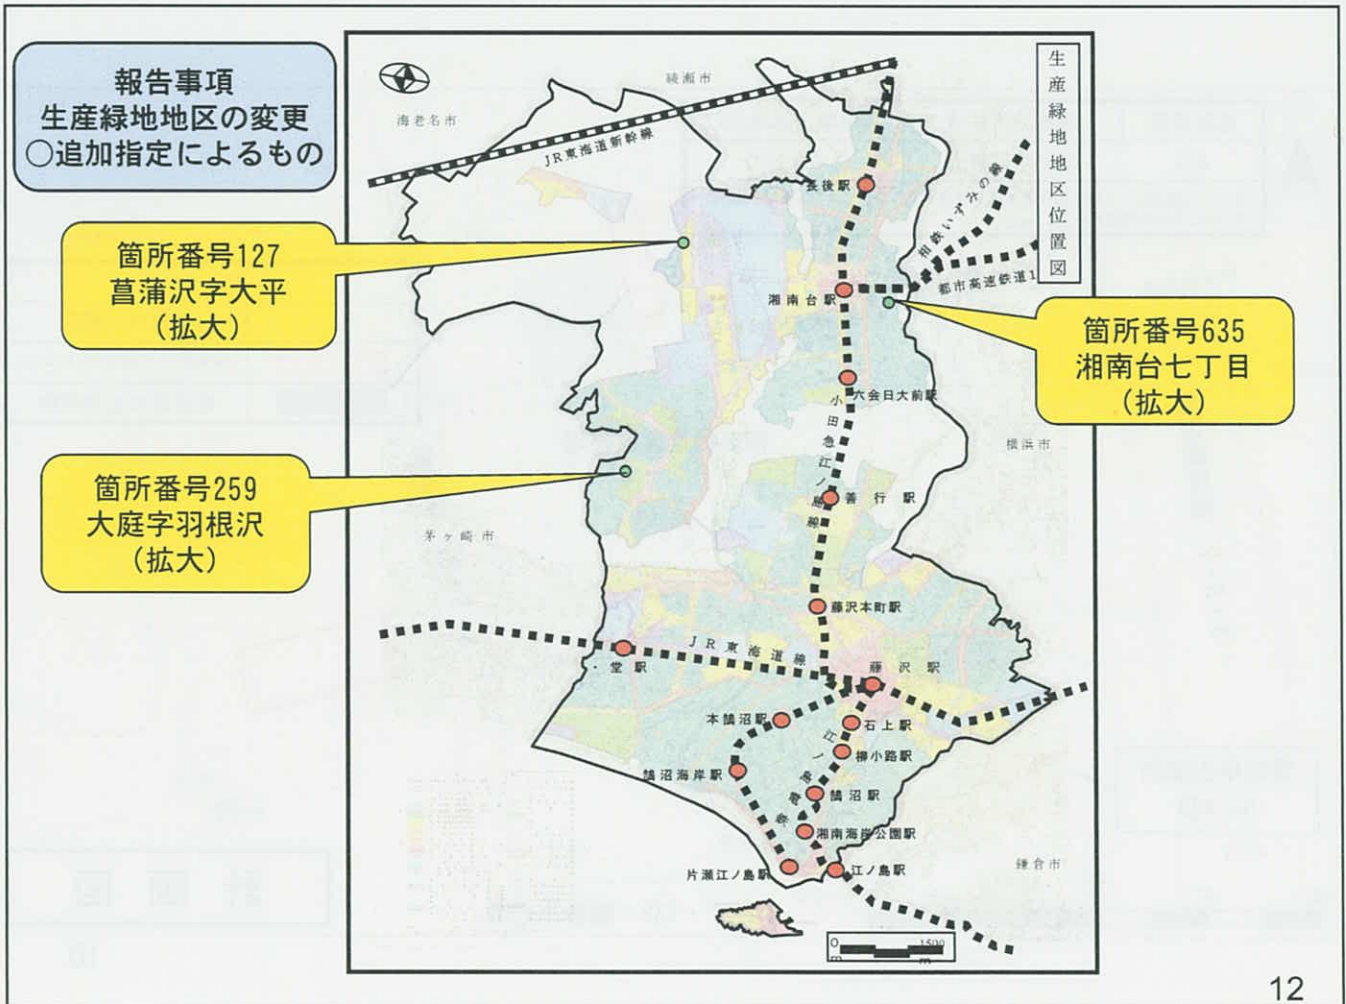 報告事項
生産緑地地区の変更
○追加指定によるもの
生産緑地地区位置図
綾瀬市
海老名市
JR東海道新幹線
長後駅
相鉄いずみの線
都市高速鉄道1
箇所番号127
菖蒲沢字大平
(拡大)
湘南台駅
箇所番号635
湘南台七丁目
(拡大)
六会日大前駅
小田急江ノ島線
横浜市
箇所番号259
大庭字羽根沢
(拡大)
善行駅
茅ヶ崎市
藤沢本町駅
JR東海道線
堂駅
藤沢駅
本鵠沼駅
石上駅
柳小路駅
江ノ島電鉄
鵠沼海岸駅
鵠沼駅
湘南海岸公園駅
片瀬江ノ島駅
江ノ島駅
鎌倉市
0m 1500m
12